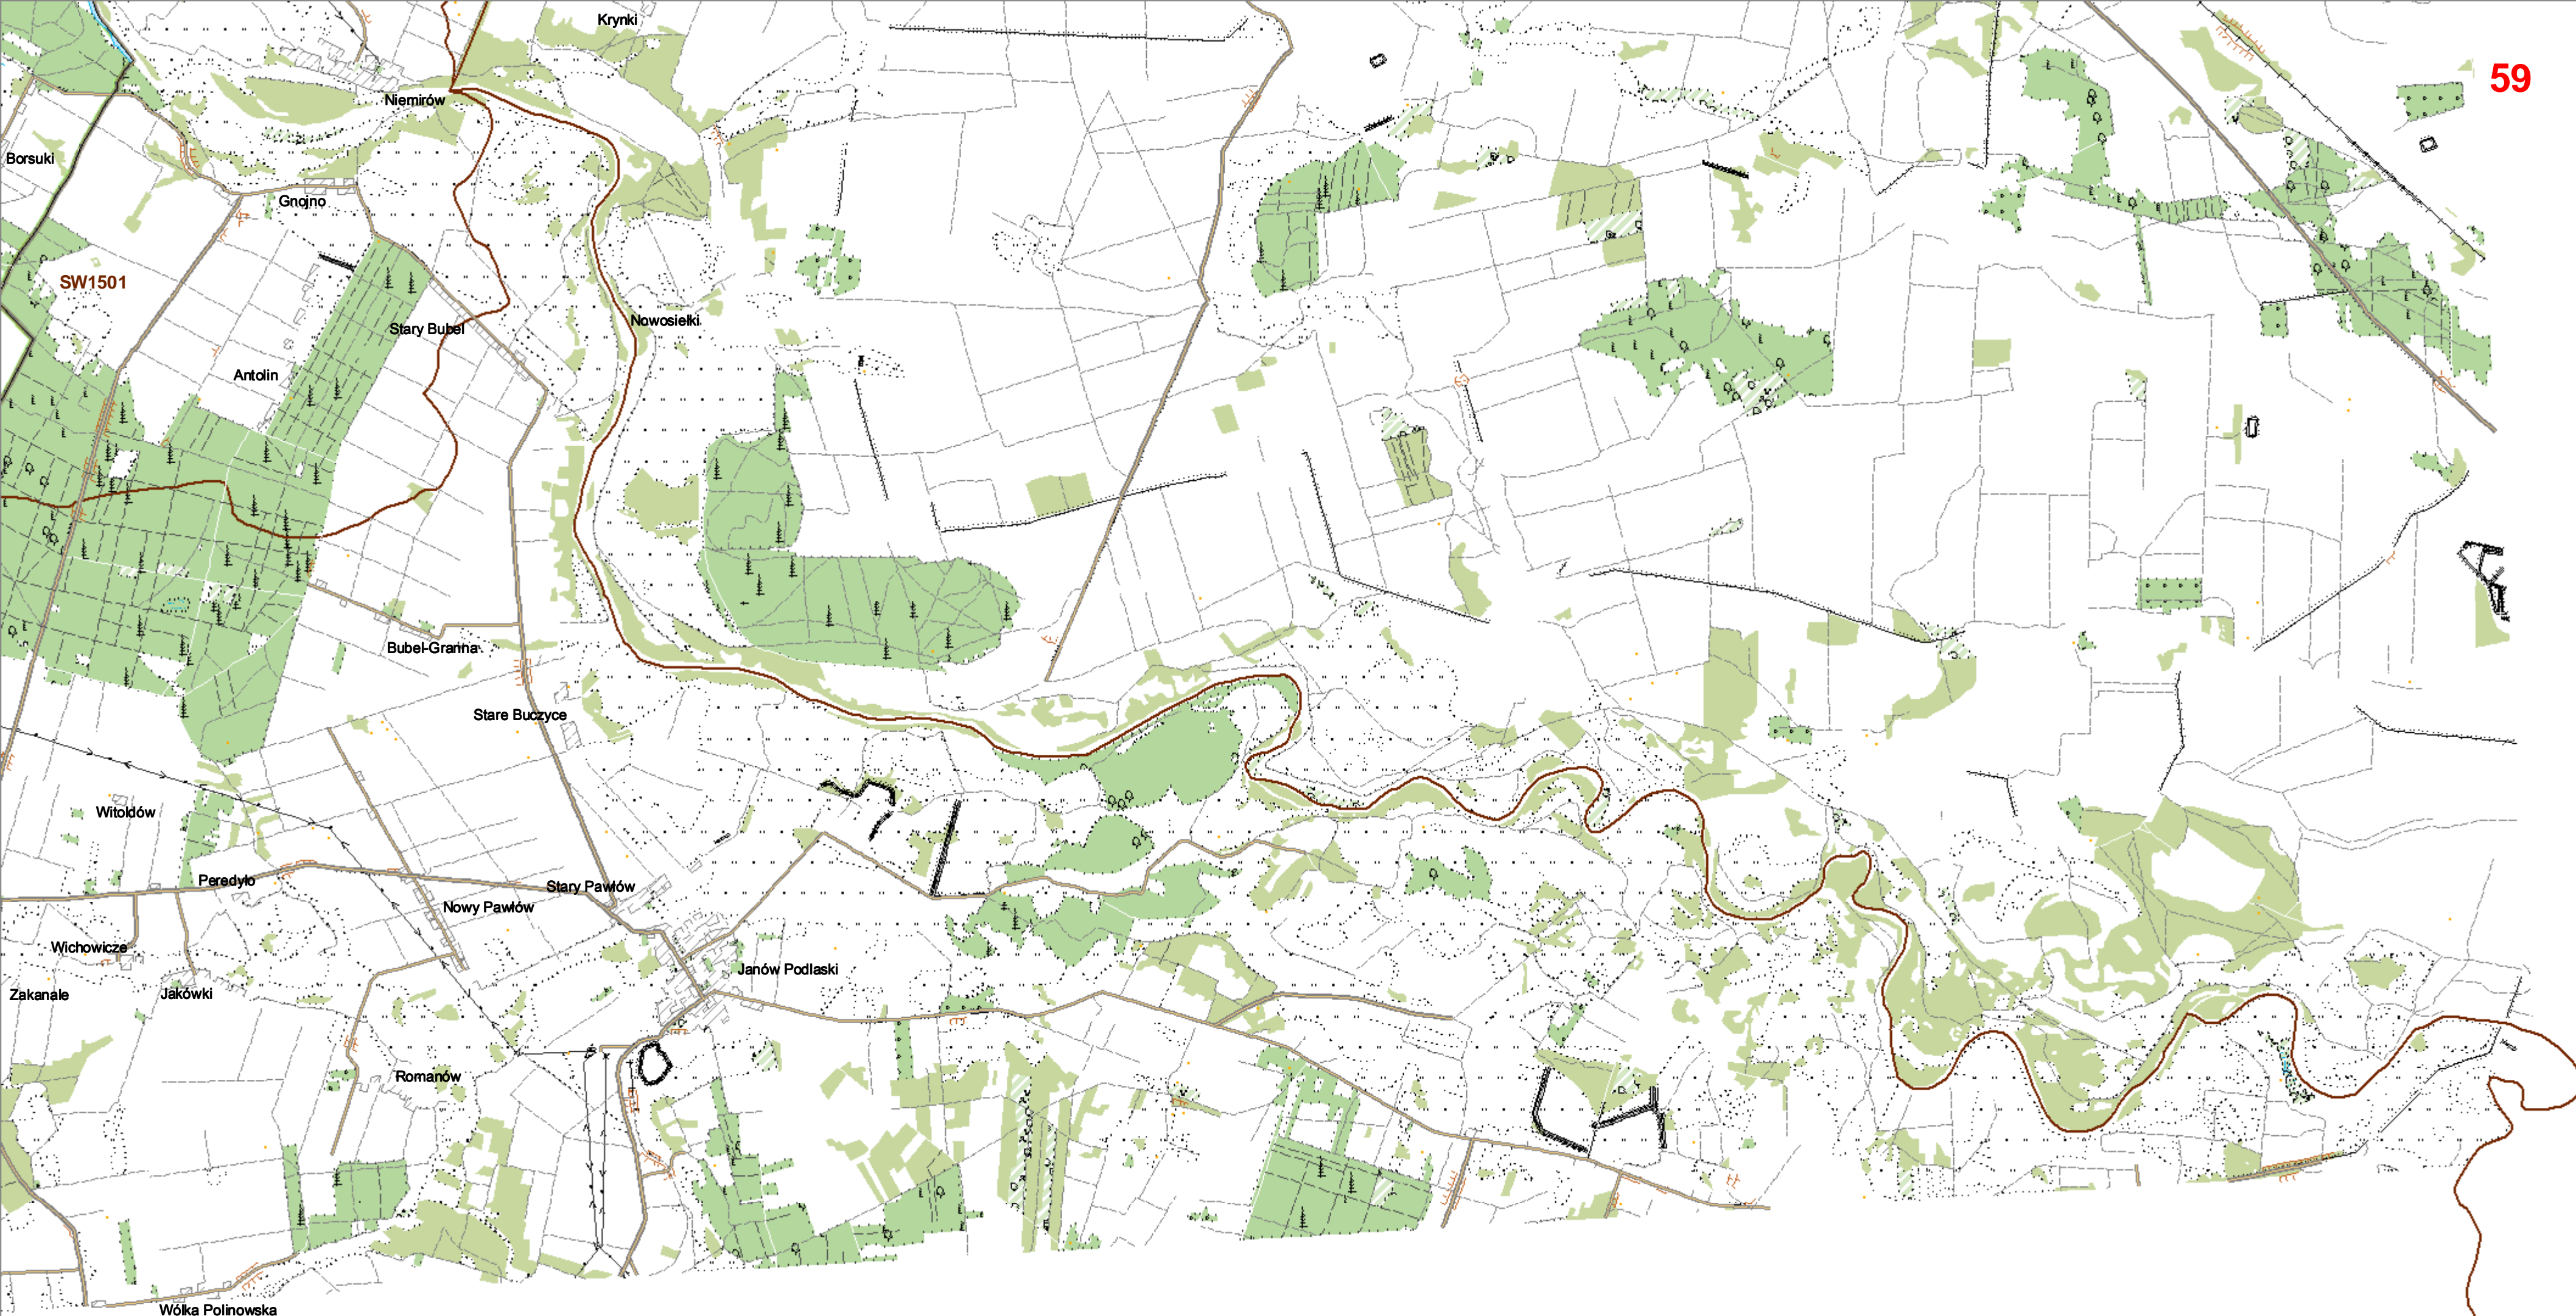 Krynki
59
Niemirów
Borsuki
Gnojno
SW1501
Nowosiełki
Stary Bubel
Antolin
Bubel-Granna
Stare Buczyce
Witoldów
Peredyło
Stary Pawłów
Nowy Pawłów
Wichowicze
Janów Podlaski
Zakanale
Jakówki
Romanów
Wólka Polinowska